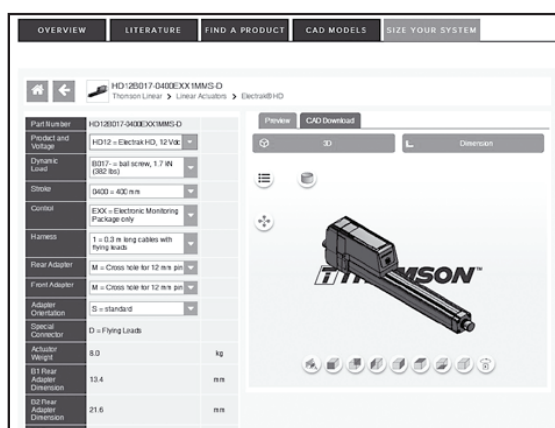 OVERVIEW
LITERATURE
FIND A PRODUCT
CAD MODELS
SIZE YOUR SYSTEM
HD12B017-0400EXX1MMS-D
Thomson Linear > Linear Actuators > Electrak® HD
Part Number
HD12B017-0400EXX1MMS-D
Product and
Voltage
HD12 = Electrak HD, 12 Vdc
Dynamic
Load
B017- = ball screw, 1.7 kN
(382 lbs)
Stroke
0400 = 400 mm
Control
EXX = Electronic Monitoring
Package only
Harness
1 = 0.3 m long cables with
flying leads
Rear Adapter
M = Cross hole for 12 mm pin
Front Adapter
M = Cross hole for 12 mm pin
Adapter
Orientation
S = standard
Special
Connector
D = Flying Leads
Actuator
Weight
8.0
kg
B1 Rear
Adapter
Dimension
13.4
mm
B2 Rear
Adapter
Dimension
21.6
mm
Preview
CAD Download
3D
Dimension
THOMSON™